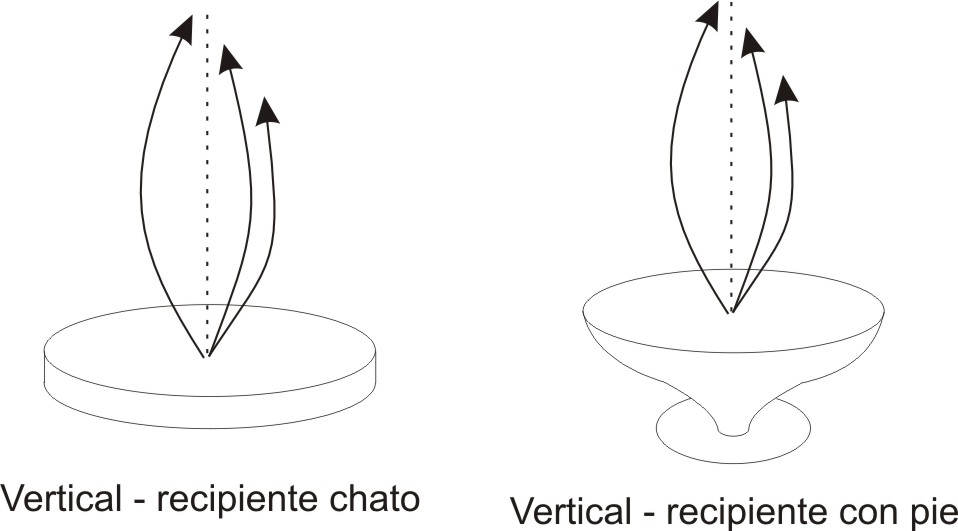 Vertical - recipiente chato
Vertical - recipiente con pie